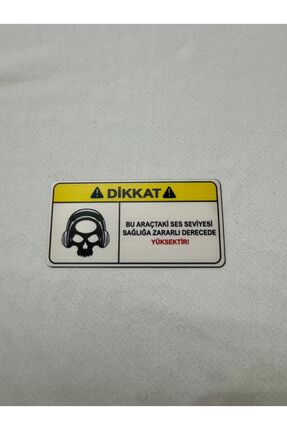 DİKKAT
BU ARAÇTAKİ SES SEVİYESİ
SAĞLIĞA ZARARLI DERECEDE
YÜKSEKTİR!